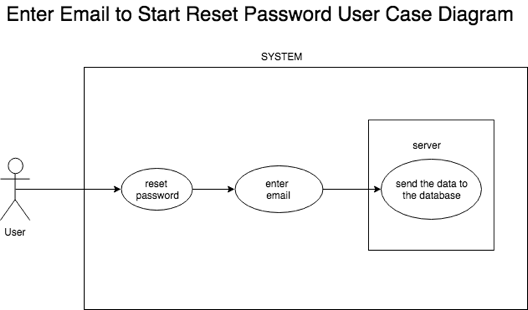 Enter Email to Start Reset Password User Case Diagram
SYSTEM
server
reset
password
enter
email
send the data to
the database
User